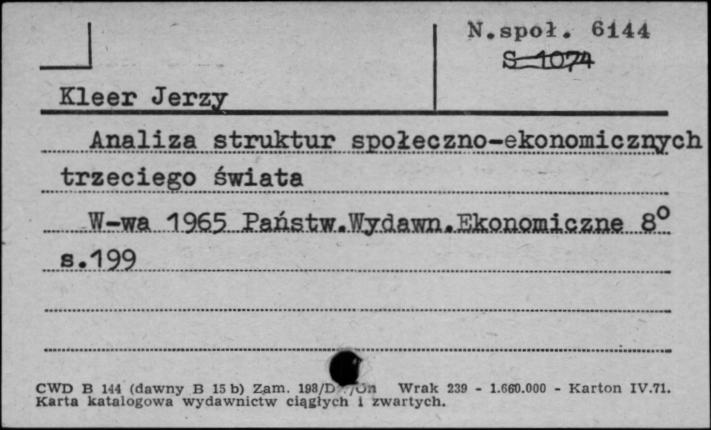 N.społ. 6144
S 1074
Kleer Jerzy
Analiza struktur społeczno-ekonomicznych
trzeciego świata
W-wa 1965 Państw.Wydawn.Ekonomiczne 8°
s.199
CWD B 144 (dawny B 15 b) Zam. 198/D Wrak 239 - 1.660.000 - Karton IV.71.
Karta katalogowa wydawnictw ciągłych i zwartych.